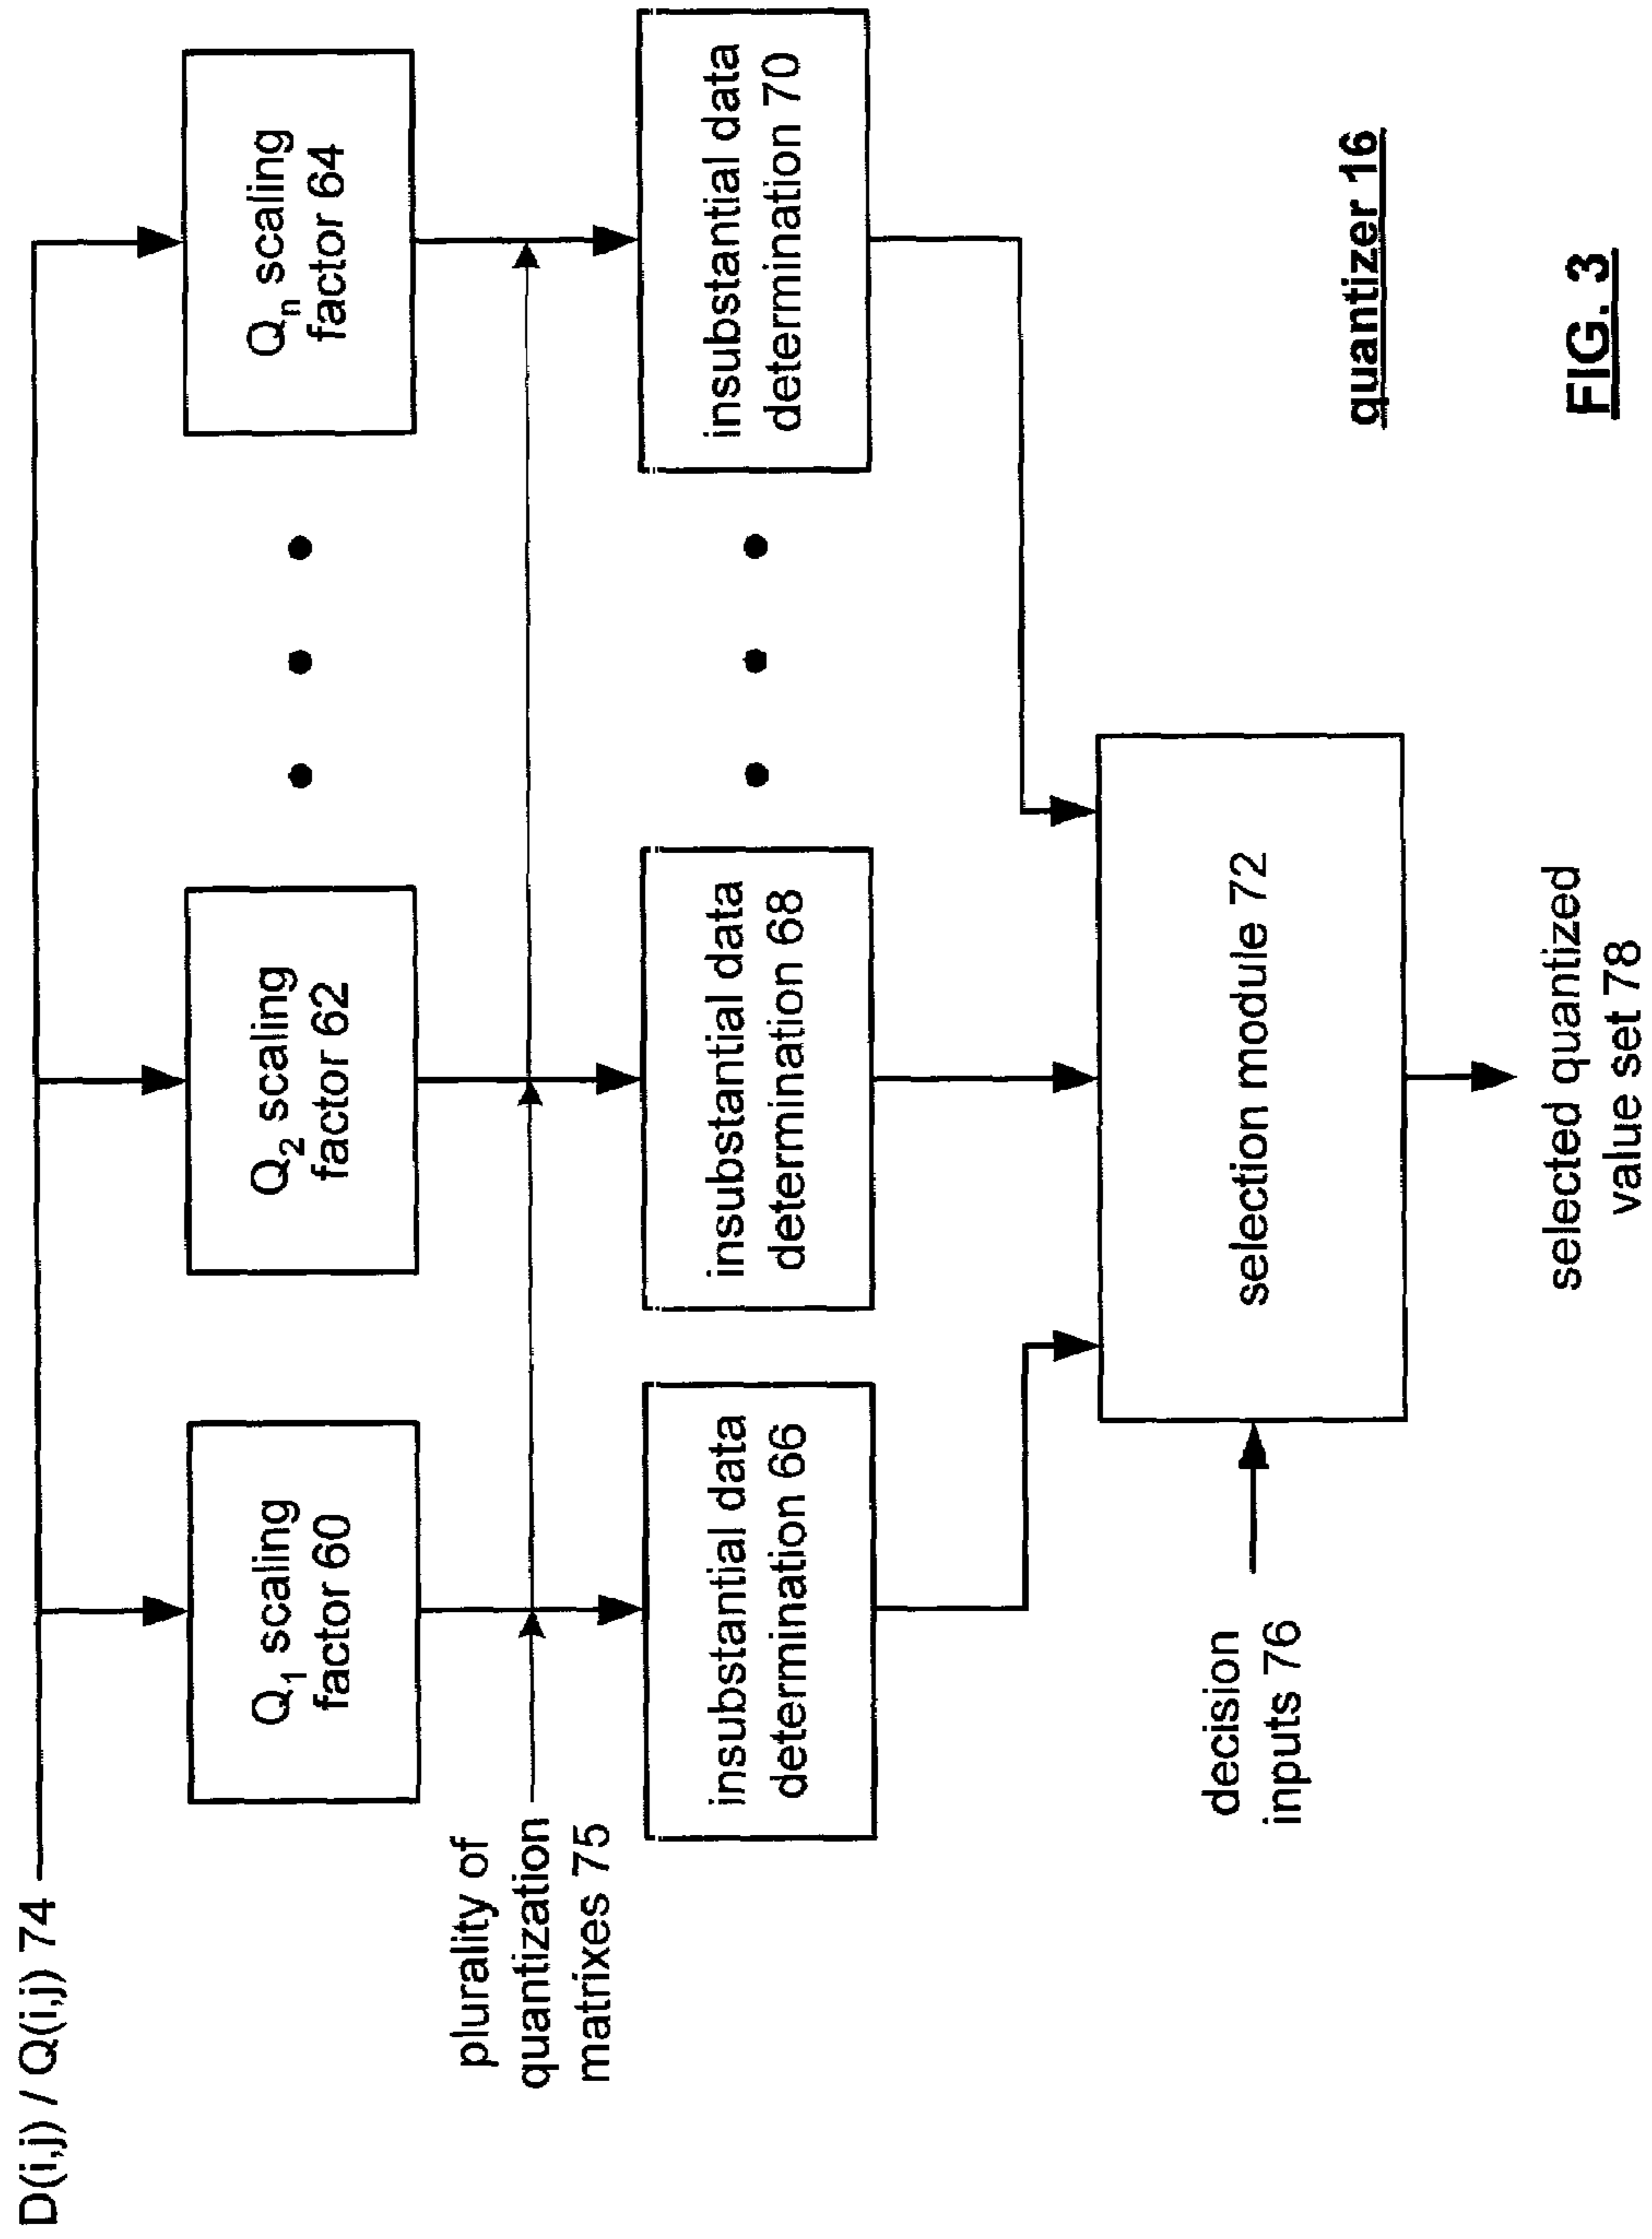 D(i,j) / Q(i,j) 74
Q1 scaling
factor 60
Q2 scaling
factor 62
Qn scaling
factor 64
plurality of
quantization
matrixes 75
insubstantial data
determination 66
insubstantial data
determination 68
insubstantial data
determination 70
decision
inputs 76
selection module 72
selected quantized
value set 78
quantizer 16
FIG. 3